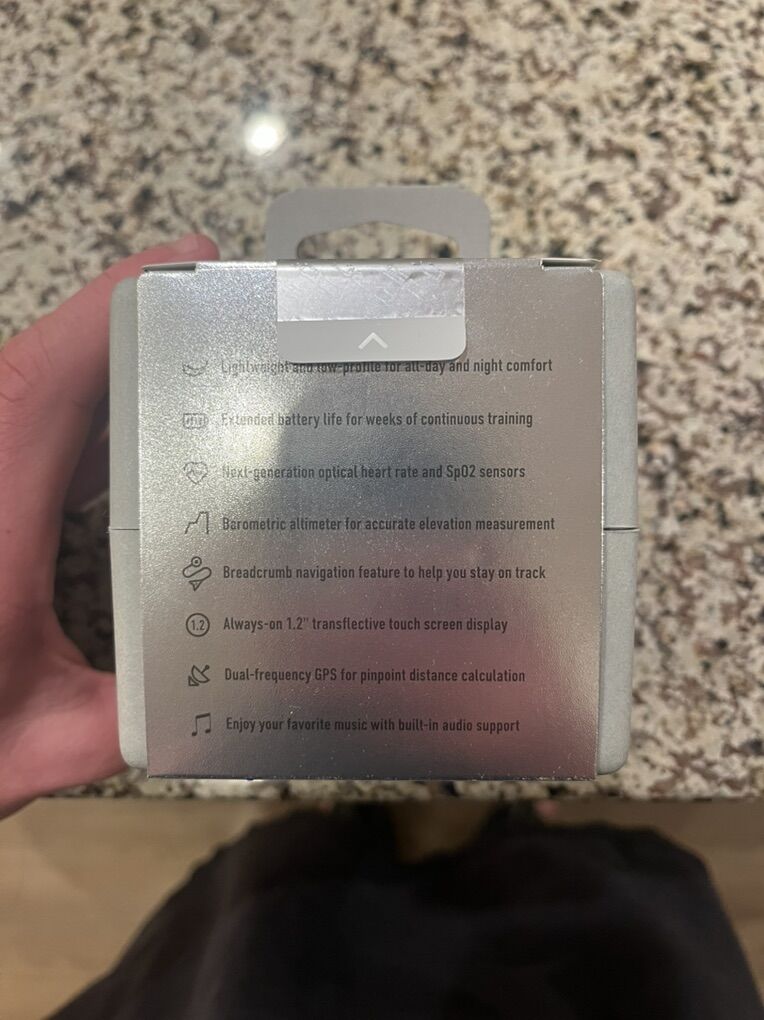 Lightweight and low-profile for all-day and night comfort
Extended battery life for weeks of continuous training
Next-generation optical heart rate and SpO2 sensors
Barometric altimeter for accurate elevation measurement
Breadcrumb navigation feature to help you stay on track
1.2 Always-on 1.2" transflective touch screen display
Dual-frequency GPS for pinpoint distance calculation
Enjoy your favorite music with built-in audio support